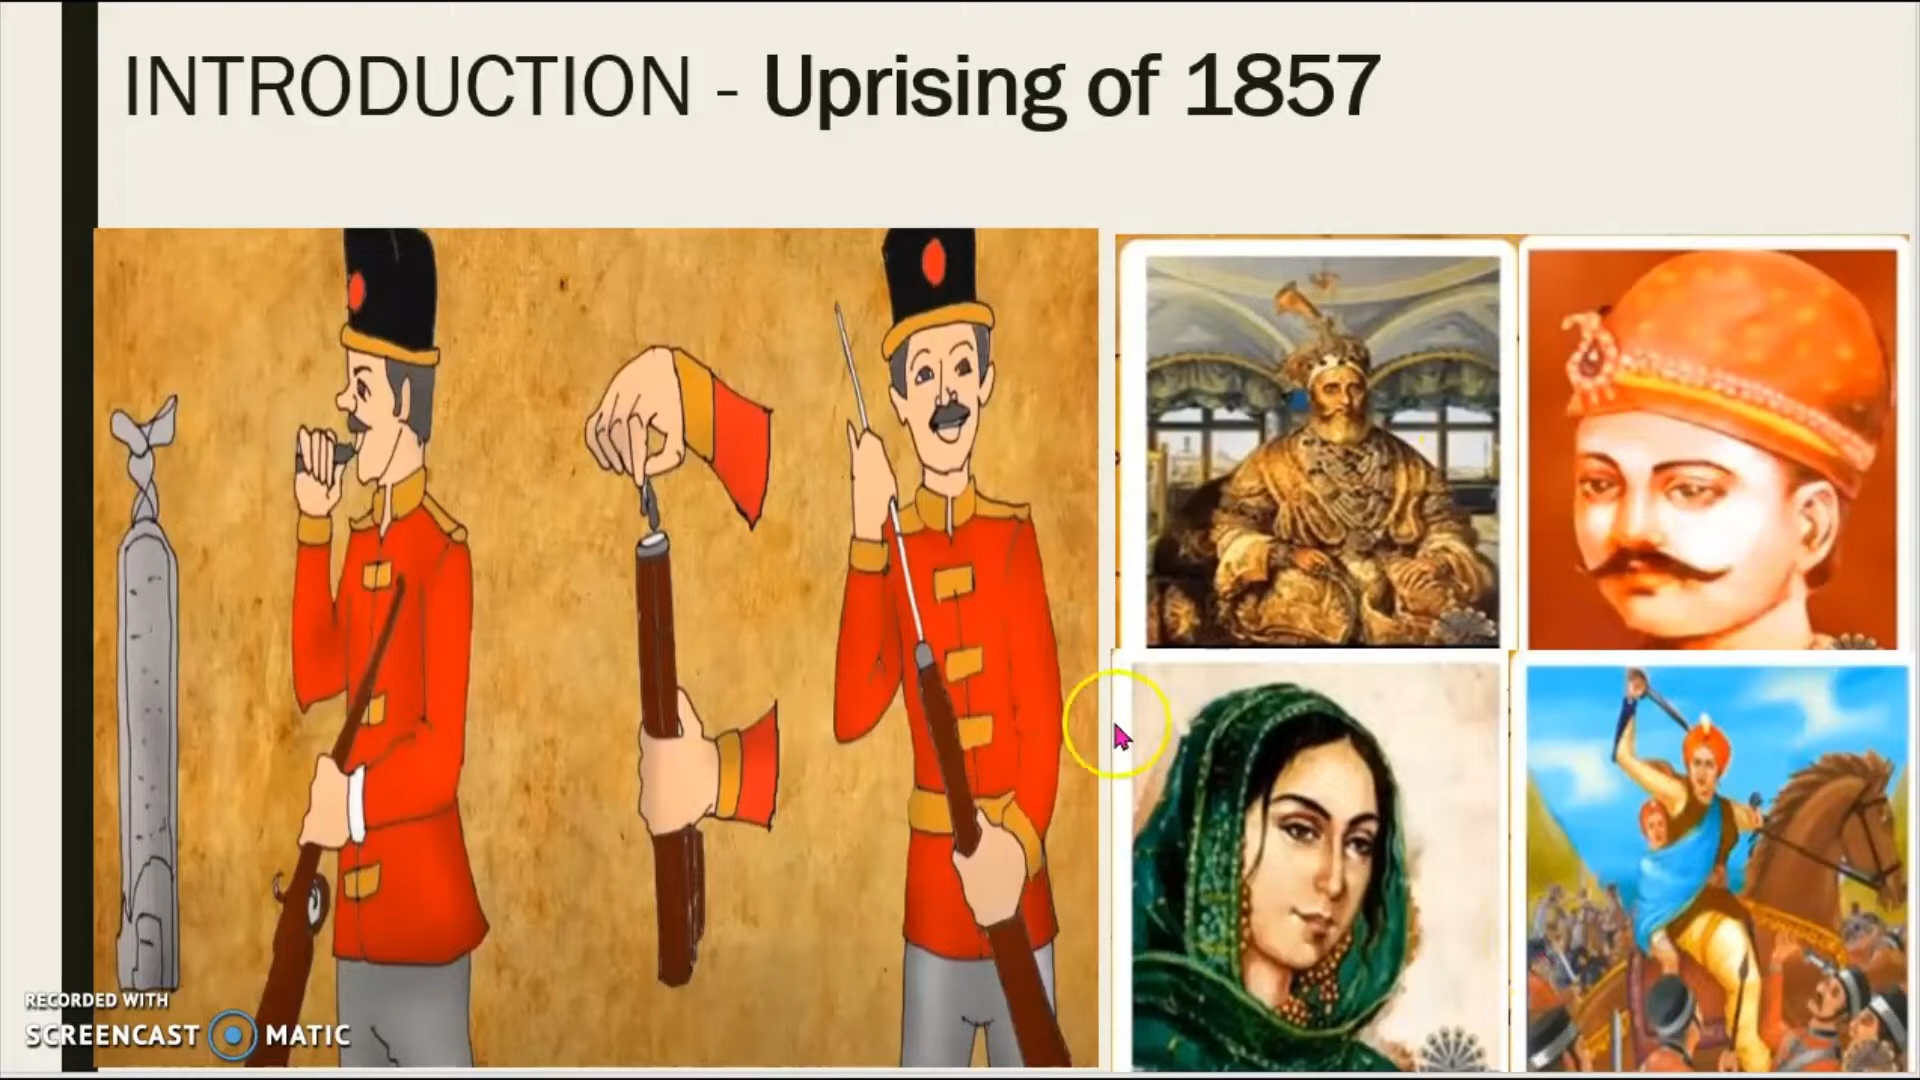 INTRODUCTION - Uprising of 1857
RECORDED WITH
SCREENCAST MATIC